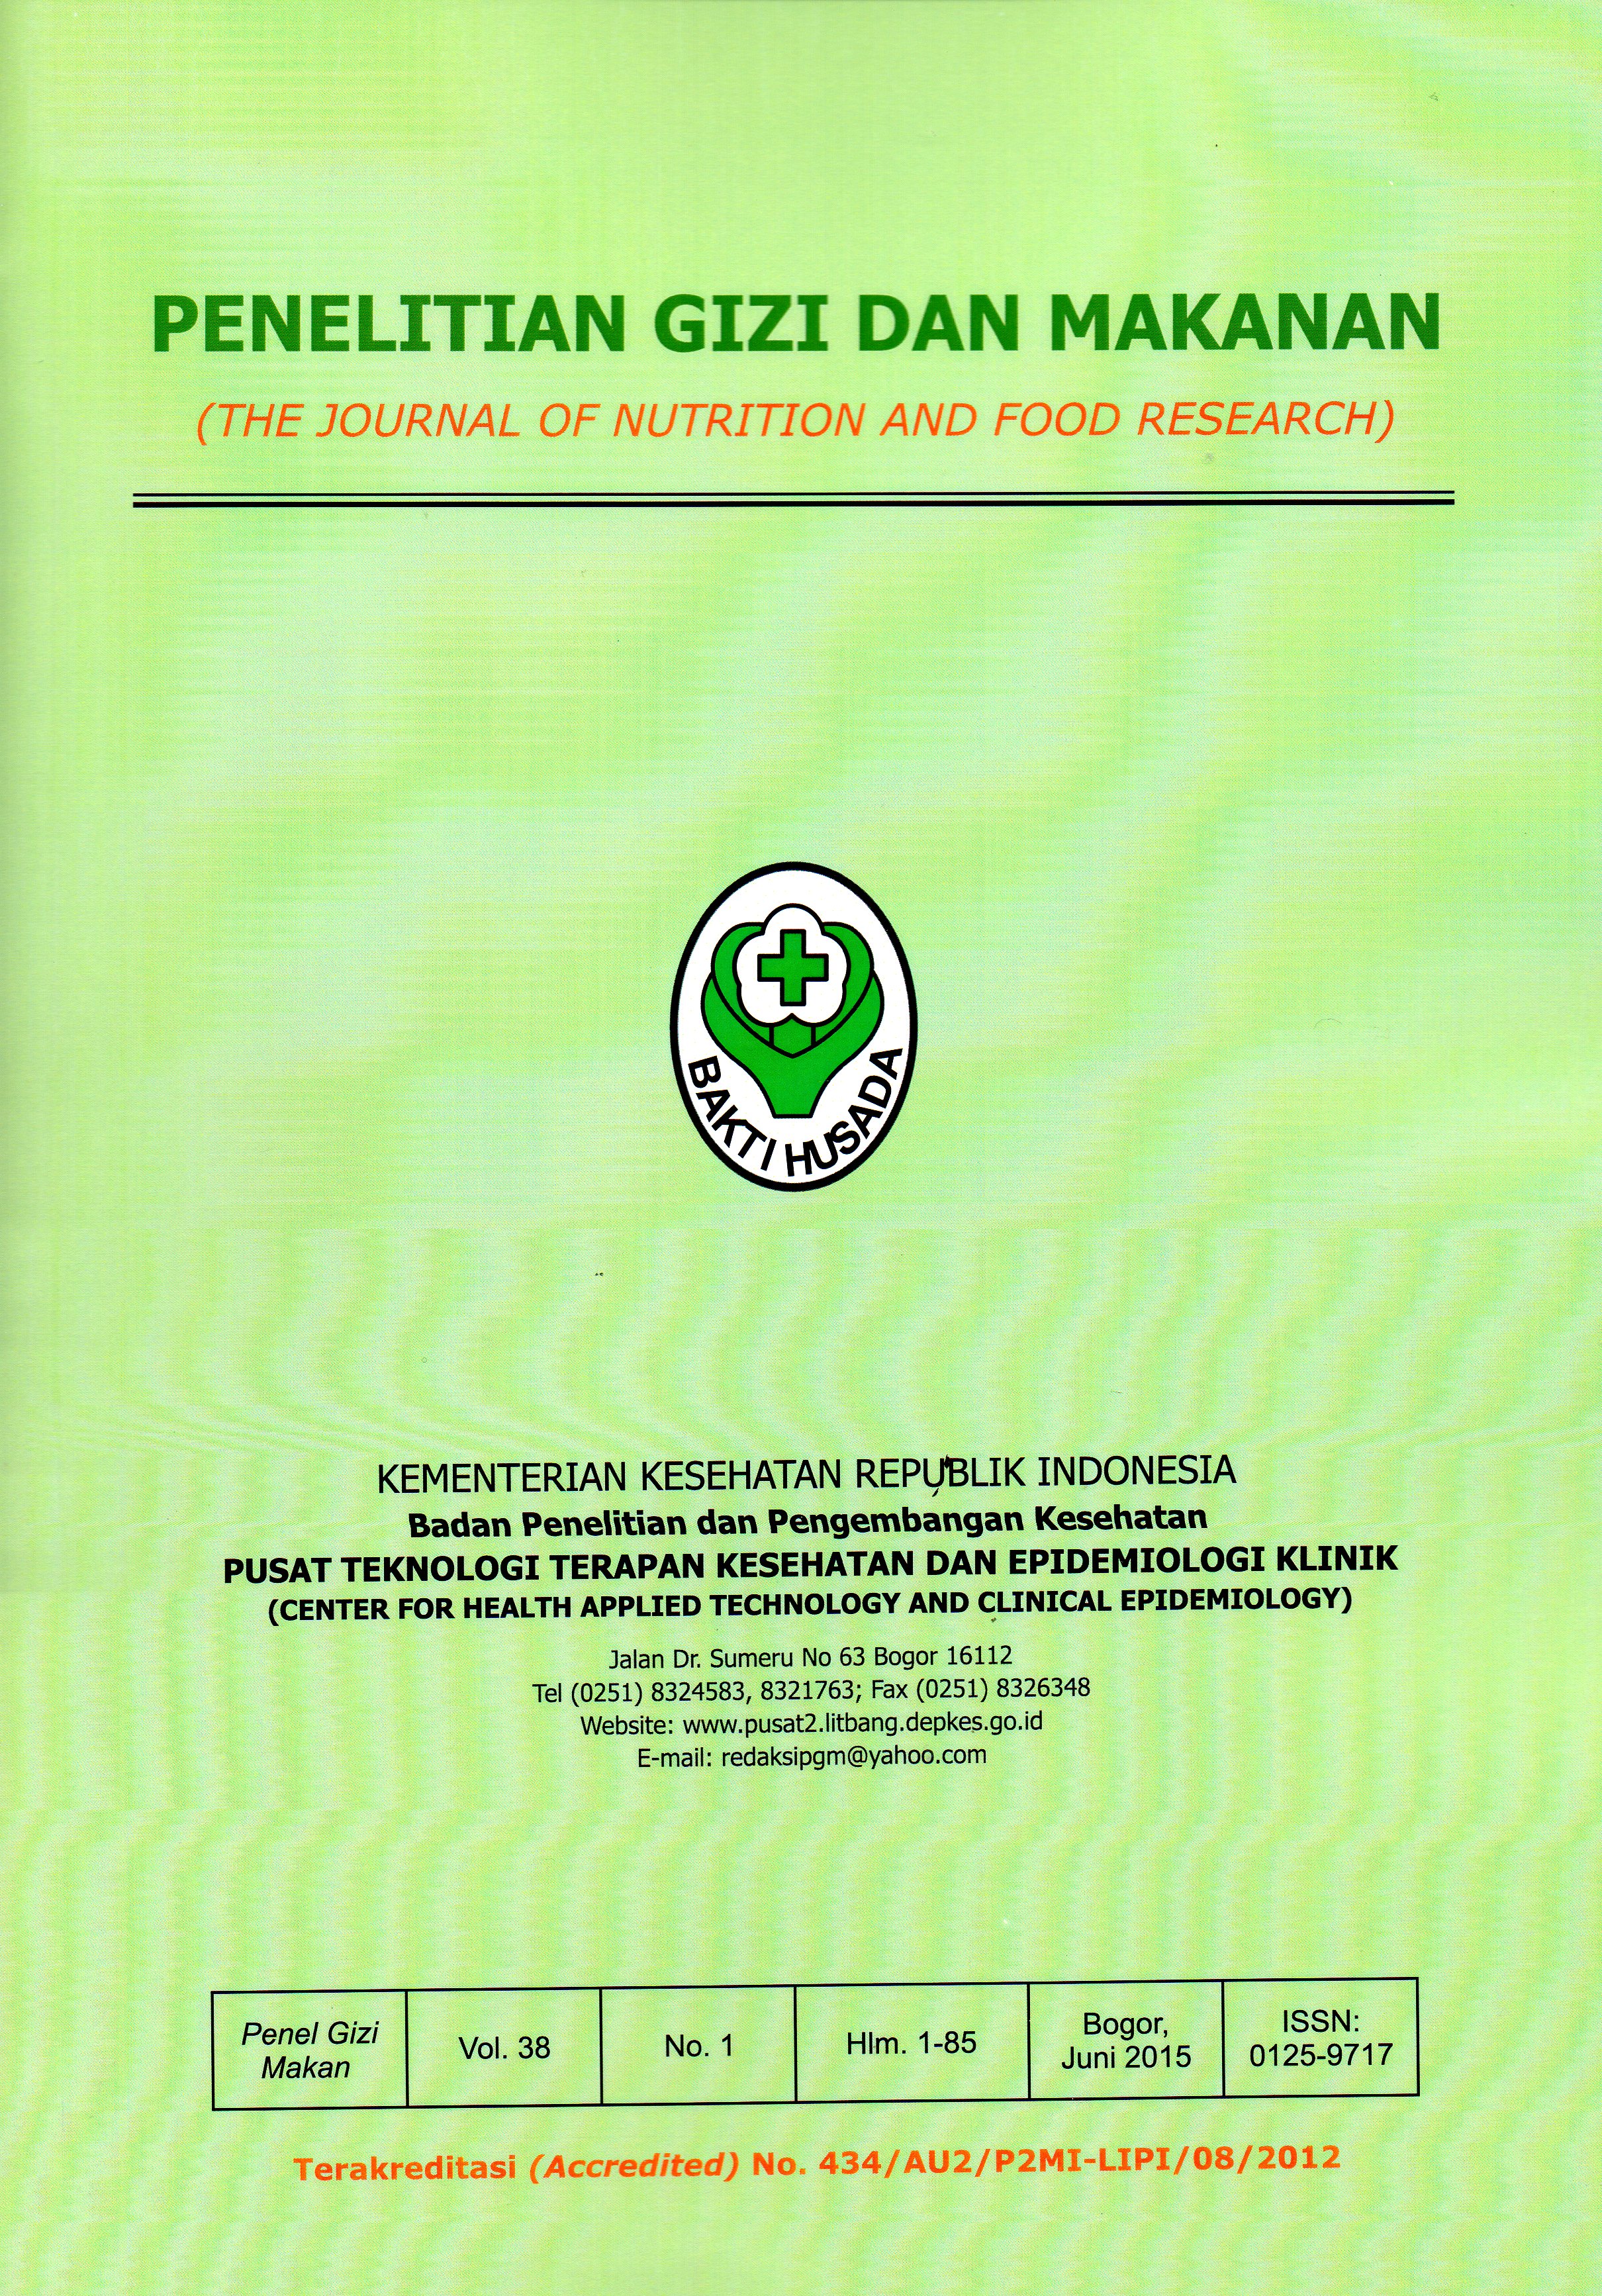 PENELITIAN GIZI DAN MAKANAN
(THE JOURNAL OF NUTRITION AND FOOD RESEARCH)
BAKTI HUSADA
KEMENTERIAN KESEHATAN REPUBLIK INDONESIA
Badan Penelitian dan Pengembangan Kesehatan
PUSAT TEKNOLOGI TERAPAN KESEHATAN DAN EPIDEMIOLOGI KLINIK
(CENTER FOR HEALTH APPLIED TECHNOLOGY AND CLINICAL EPIDEMIOLOGY)
Jalan Dr. Sumeru No 63 Bogor 16112
Tel (0251) 8324583, 8321763; Fax (0251) 8326348
Website: www.pusat2.litbang.depkes.go.id
E-mail: redaksipgm@yahoo.com
Penel Gizi
Makan
Vol. 38
No. 1
Hlm. 1-85
Bogor,
Juni 2015
ISSN:
0125-9717
Terakreditasi (Accredited) No. 434/AU2/P2MI-LIPI/08/2012